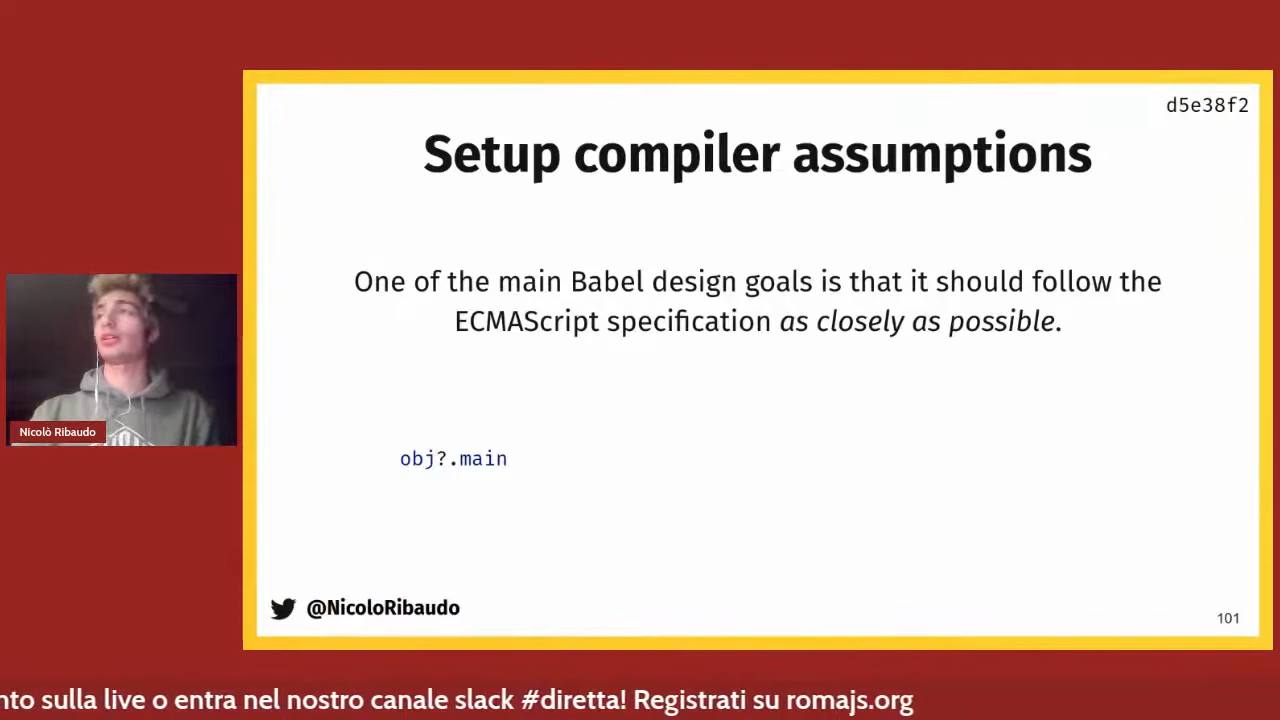 d5e38f2
Setup compiler assumptions
One of the main Babel design goals is that it should follow the
ECMAScript specification as closely as possible.
Nicolò Ribaudo
obj?.main
@NicoloRibaudo
101
nto sulla live o entra nel nostro canale slack #diretta! Registrati su romajs.org